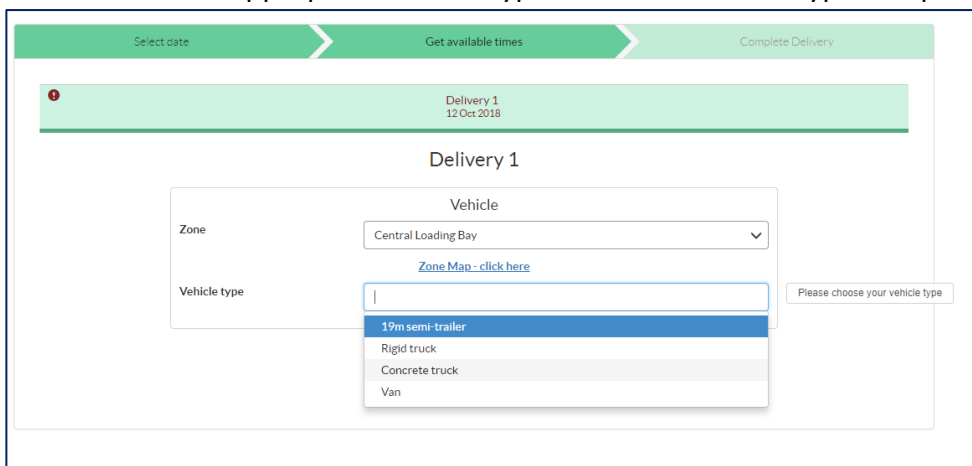 Select date
Get available times
Complete Delivery
Delivery 1
12 Oct 2018
Delivery 1
Vehicle
Zone
Central Loading Bay
Zone Map - click here
Vehicle type
Please choose your vehicle type
19m semi-trailer
Rigid truck
Concrete truck
Van